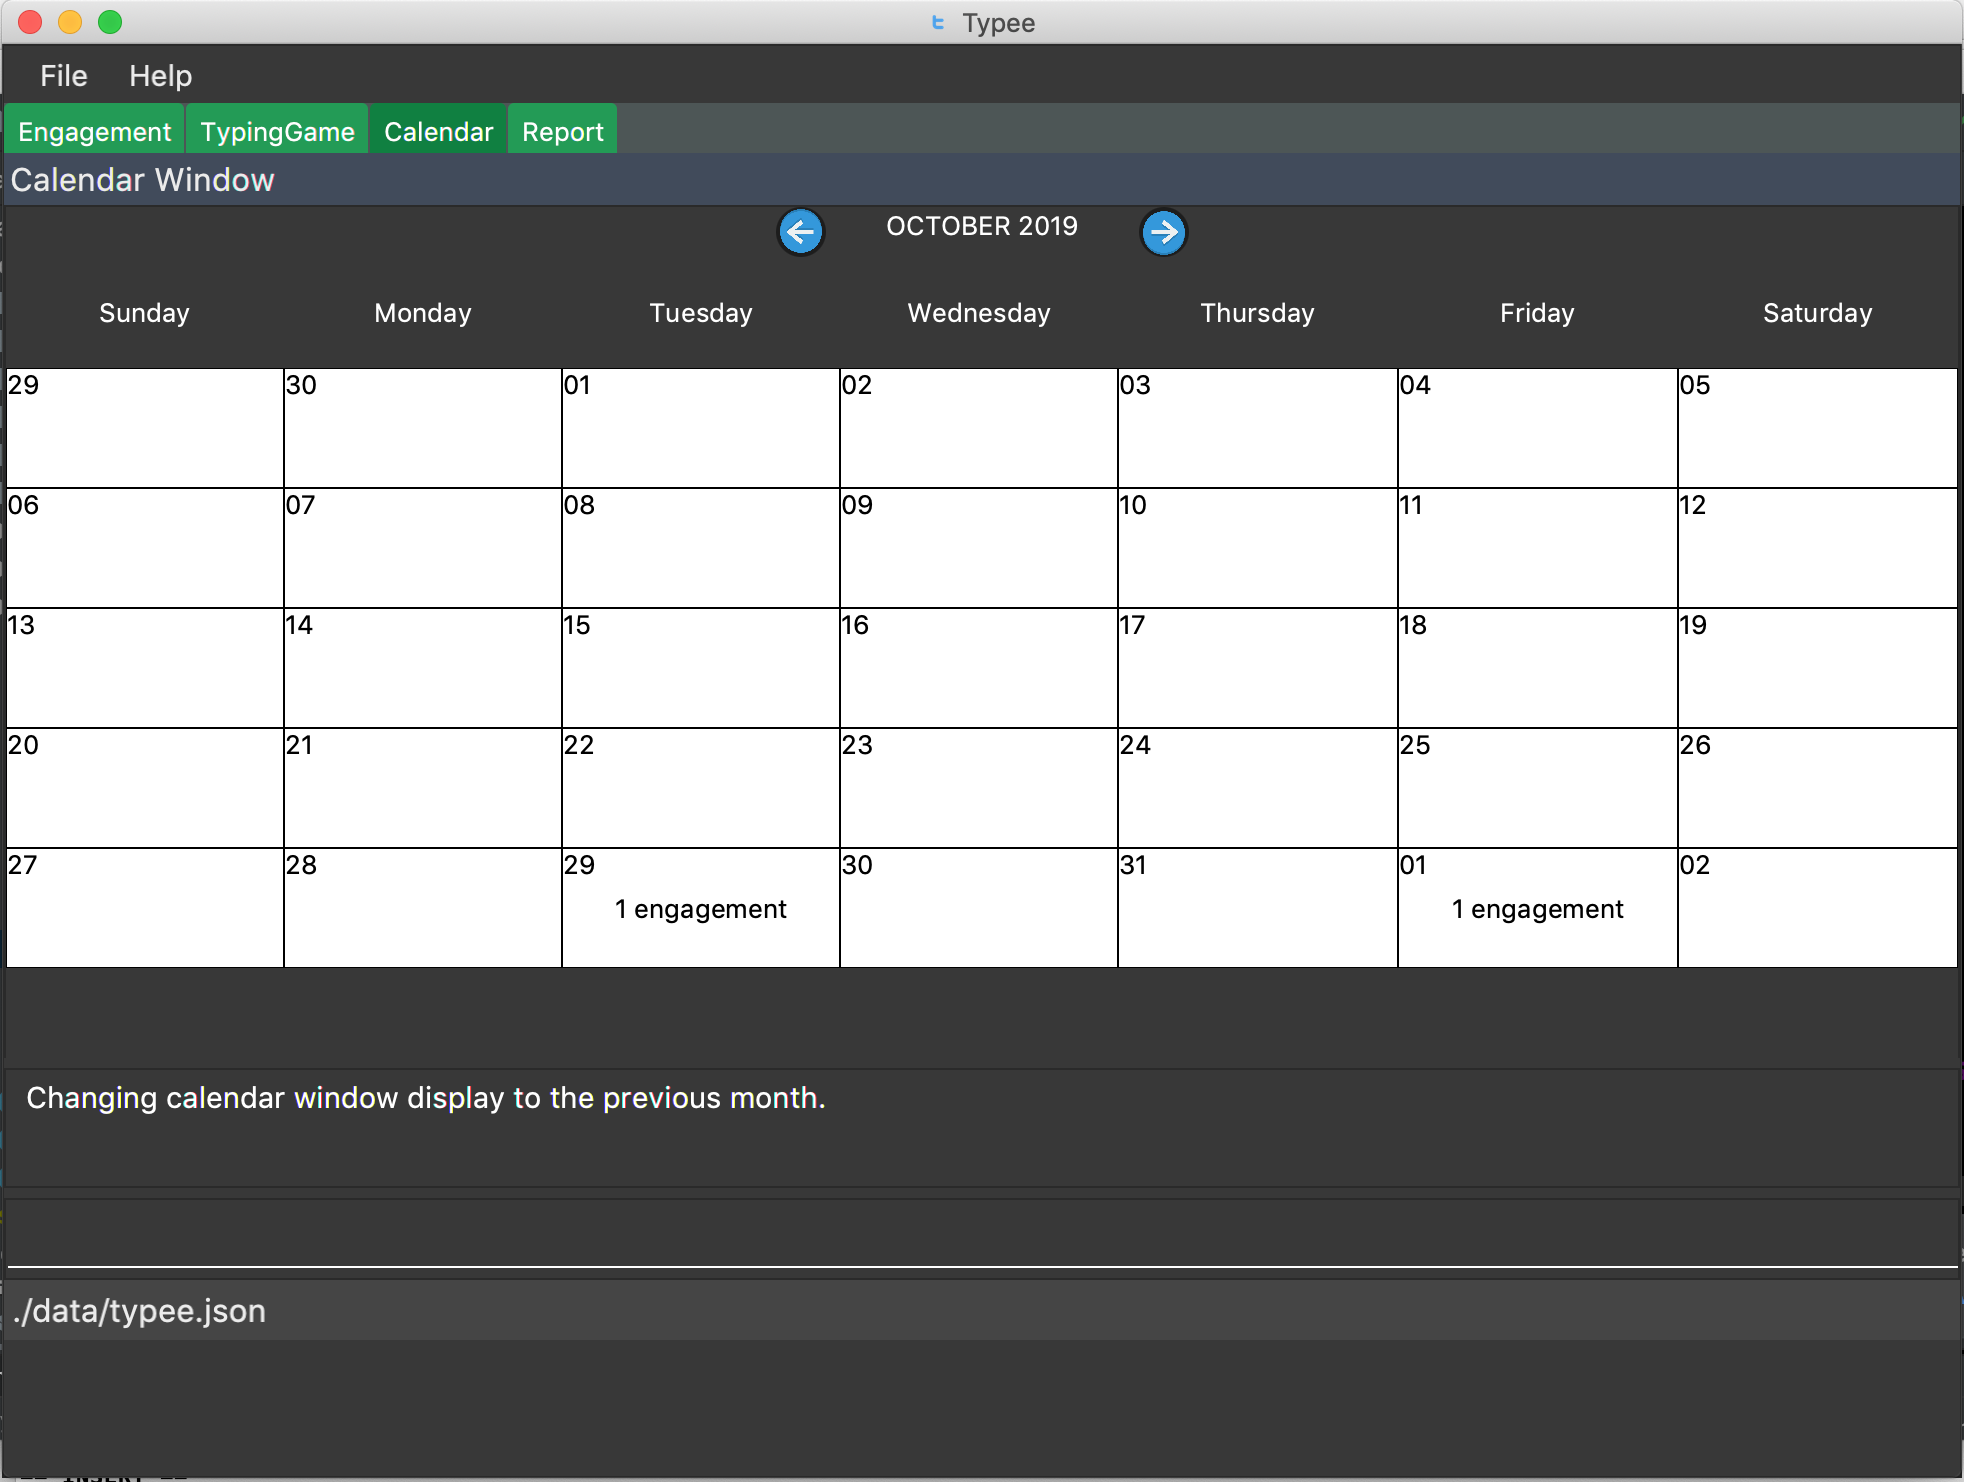 Typee
File Help
Engagement TypingGame Calendar Report
Calendar Window
OCTOBER 2019
Sunday Monday Tuesday Wednesday Thursday Friday Saturday
29 30 01 02 03 04 05
06 07 08 09 10 11 12
13 14 15 16 17 18 19
20 21 22 23 24 25 26
27 28 29 30 31 01 02
1 engagement 1 engagement
Changing calendar window display to the previous month.
./data/typee.json